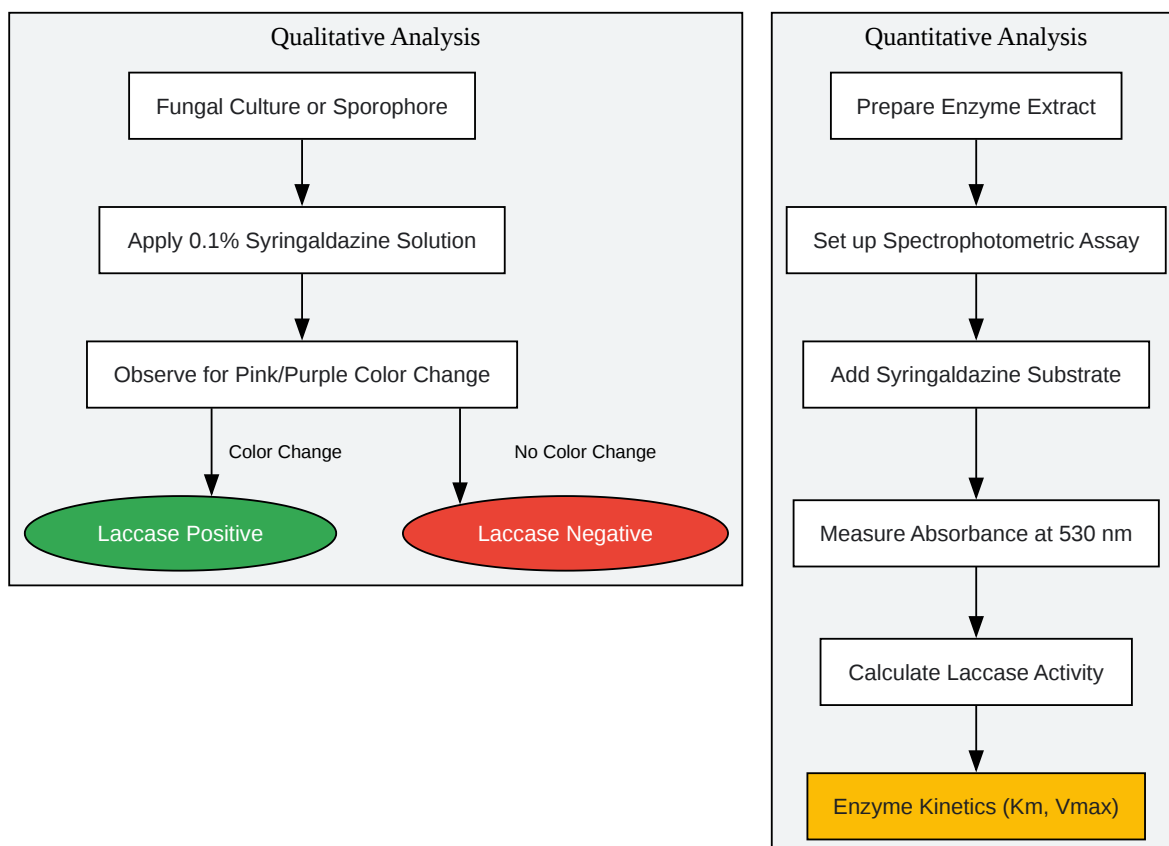 Qualitative Analysis
Fungal Culture or Sporophore
Apply 0.1% Syringaldazine Solution
Observe for Pink/Purple Color Change
Color Change
No Color Change
Laccase Positive
Laccase Negative
Quantitative Analysis
Prepare Enzyme Extract
Set up Spectrophotometric Assay
Add Syringaldazine Substrate
Measure Absorbance at 530 nm
Calculate Laccase Activity
Enzyme Kinetics (Km, Vmax)